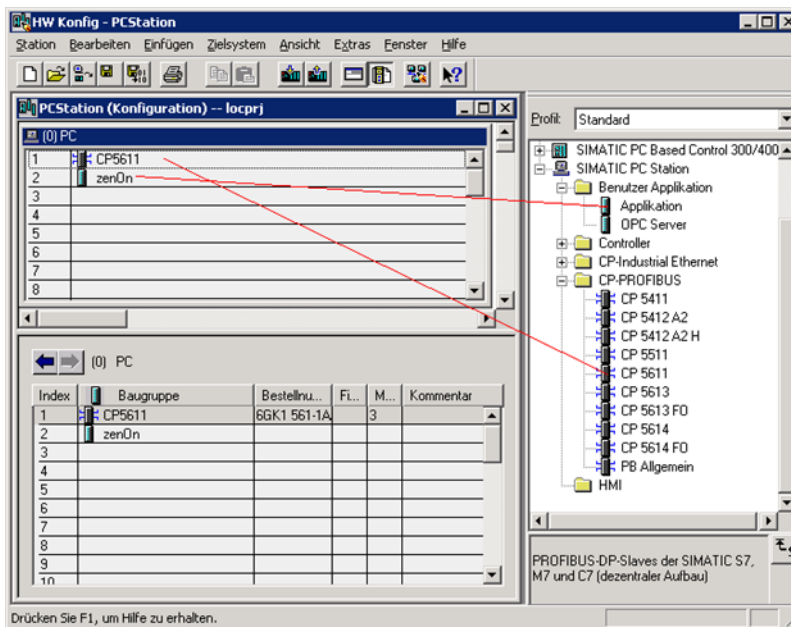 HW Konfig - PCStation
Station Bearbeiten Einfügen Zielsystem Ansicht Extras Fenster Hilfe
PCStation (Konfiguration) -- locprj
(0) PC
1 CP5611
2 zenOn
3
4
5
6
7
8
(0) PC
Index Baugruppe Bestellnu... Fi... M... Kommentar
1 CP5611 6GK1 561-1A 3
2 zenOn
3
4
5
6
7
8
9
10
Profil: Standard
SIMATIC PC Based Control 300/400
SIMATIC PC Station
Benutzer Applikation
Applikation
OPC Server
Controller
CP-Industrial Ethernet
CP-PROFIBUS
CP 5411
CP 5412 A2
CP 5412 A2 H
CP 5511
CP 5611
CP 5613
CP 5613 FO
CP 5614
CP 5614 FO
PB Allgemein
HMI
PROFIBUS-DP-Slaves der SIMATIC S7,
M7 und C7 (dezentraler Aufbau)
Drücken Sie F1, um Hilfe zu erhalten.